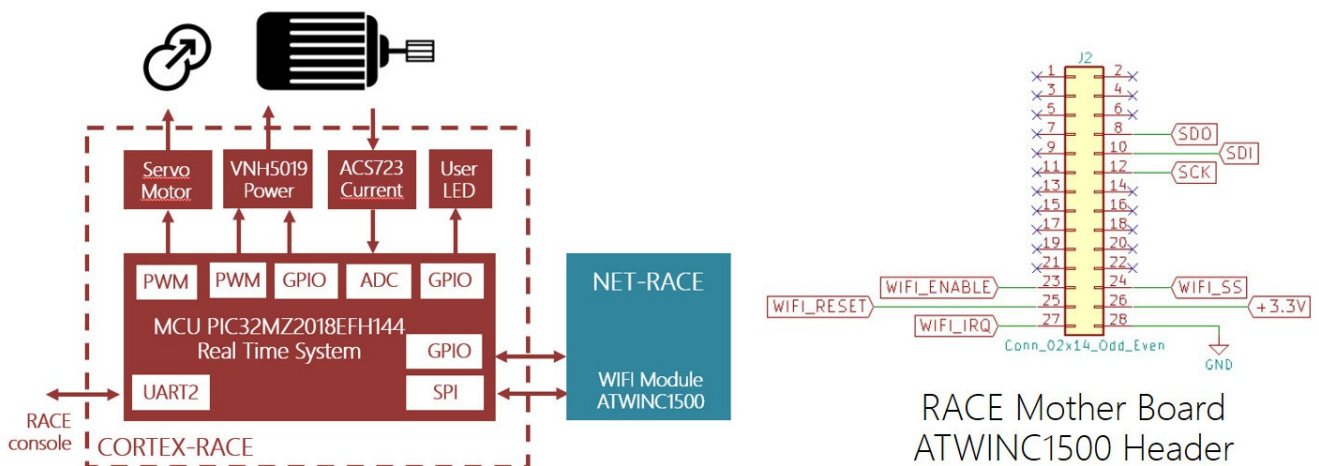 Servo
Motor
VNH5019
Power
ACS723
Current
User
LED
PWM
PWM
GPIO
ADC
GPIO
MCU PIC32MZ2018EFH144
Real Time System
GPIO
UART2
SPI
RACE
console
CORTEX-RACE
NET-RACE
WIFI Module
ATWINC1500
J2
1 2
3 4
5 6
7 8 SDO
9 10 SDI
11 12 SCK
13 14
15 16
17 18
19 20
21 22
WIFI_ENABLE 23 24 WIFI_SS
WIFI_RESET 25 26 +3.3V
WIFI_IRQ 27 28
Conn_02x14_Odd_Even
GND
RACE Mother Board
ATWINC1500 Header